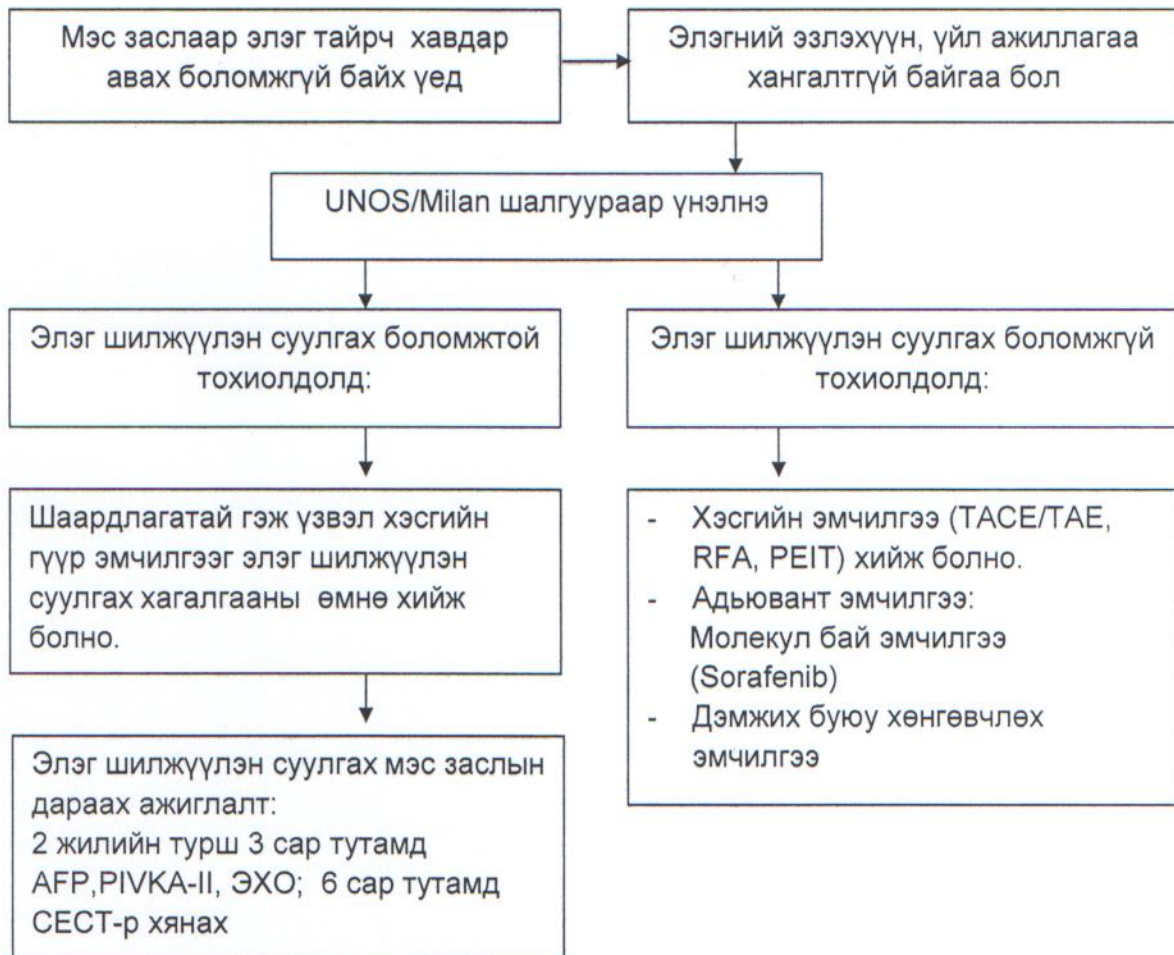 Мэс заслаар элэг тайрч хавдар
авах боломжгүй байх үед
Элэгний эзлэхүүн, үйл ажиллагаа
хангалтгүй байгаа бол
UNOS/Milan шалгуураар үнэлнэ
Элэг шилжүүлэн суулгах боломжтой
тохиолдолд:
Элэг шилжүүлэн суулгах боломжгүй
тохиолдолд:
Шаардлагатай гэж үзвэл хэсгийн
гүүр эмчилгээг элэг шилжүүлэн
суулгах хагалгааны өмнө хийж
болно.
- Хэсгийн эмчилгээ (TACE/TAE,
RFA, PEIT) хийж болно.
- Адьювант эмчилгээ:
Молекул бай эмчилгээ
(Sorafenib)
- Дэмжих буюу хөнгөвчлөх
эмчилгээ
Элэг шилжүүлэн суулгах мэс заслын
дараах ажиглалт:
2 жилийн турш 3 сар тутамд
AFP,PIVKA-II, ЭХО; 6 сар тутамд
CECT-р хянах